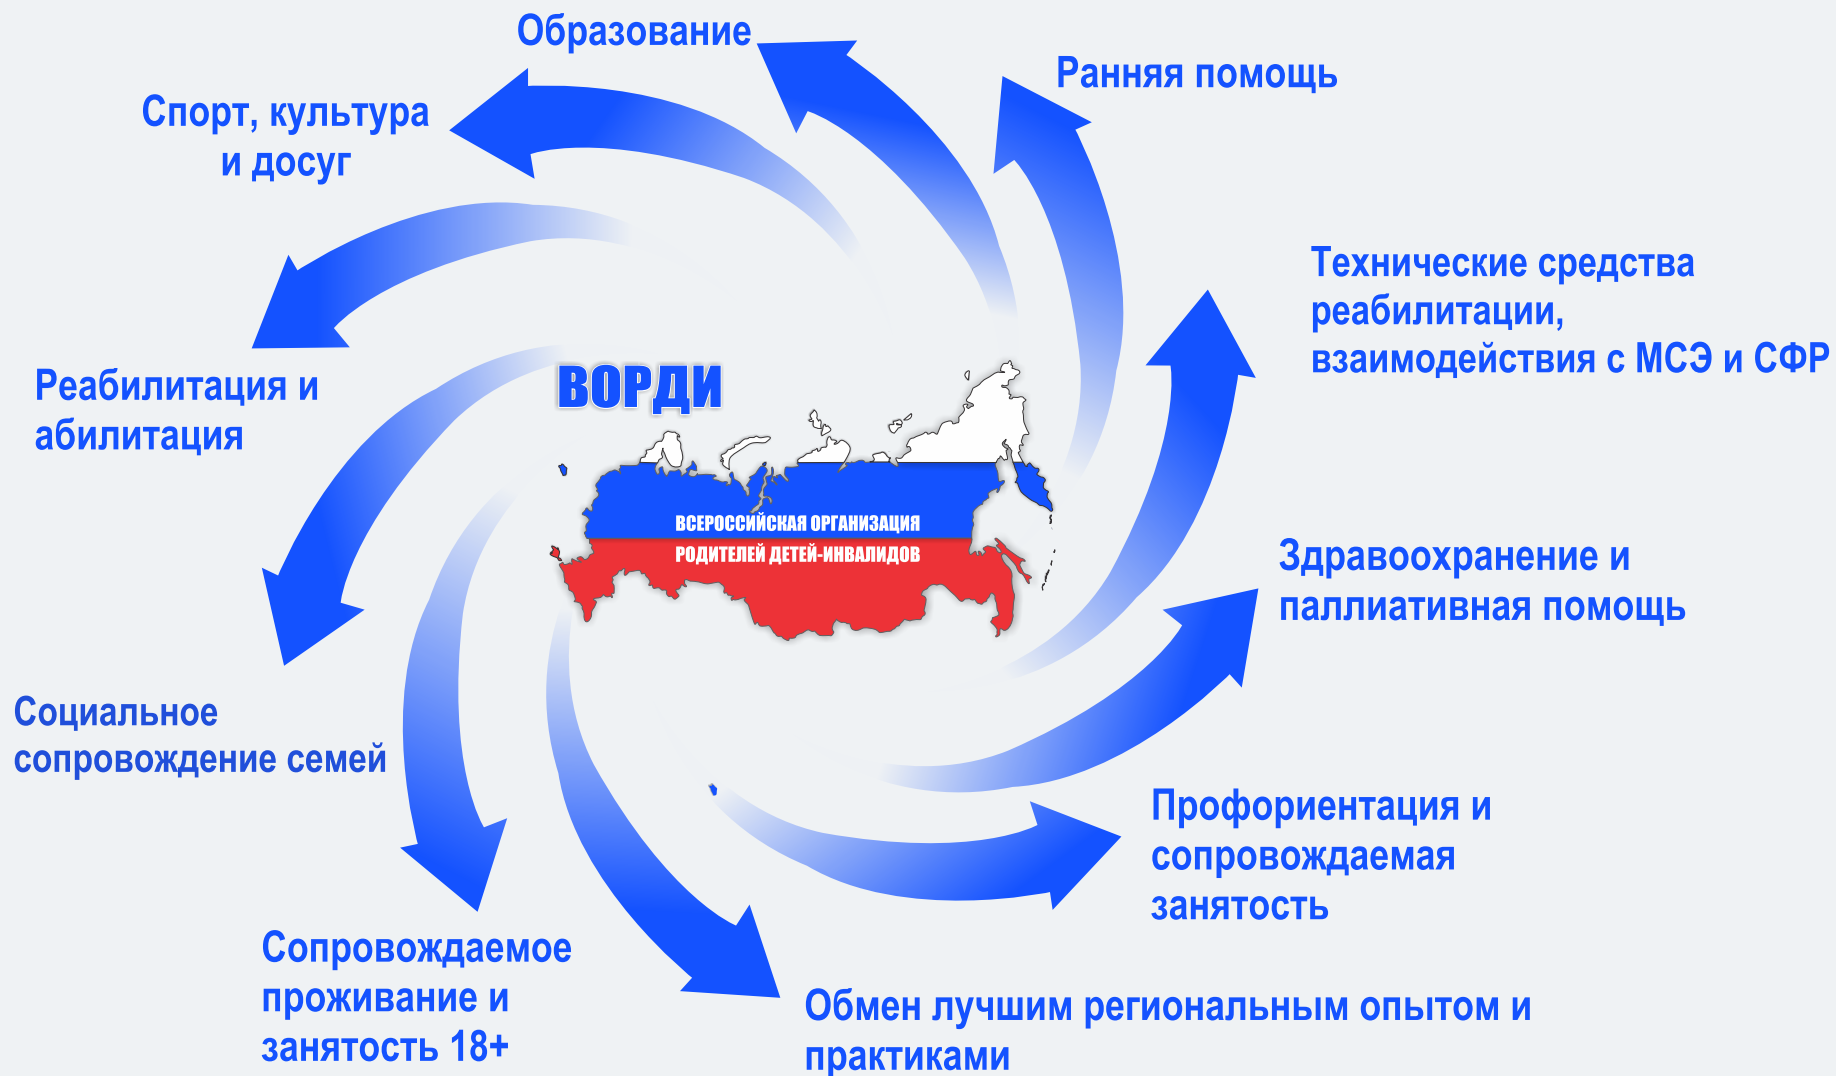 Образование
Ранняя помощь
Спорт, культура
и досуг
Технические средства
реабилитации,
взаимодействия с МСЭ и СФР
Реабилитация и
абилитация
ВОРДИ
ВСЕРОССИЙСКАЯ ОРГАНИЗАЦИЯ
РОДИТЕЛЕЙ ДЕТЕЙ-ИНВАЛИДОВ
Здравоохранение и
паллиативная помощь
Социальное
сопровождение семей
Профориентация и
сопровождаемая
занятость
Сопровождаемое
проживание и
занятость 18+
Обмен лучшим региональным опытом и
практиками